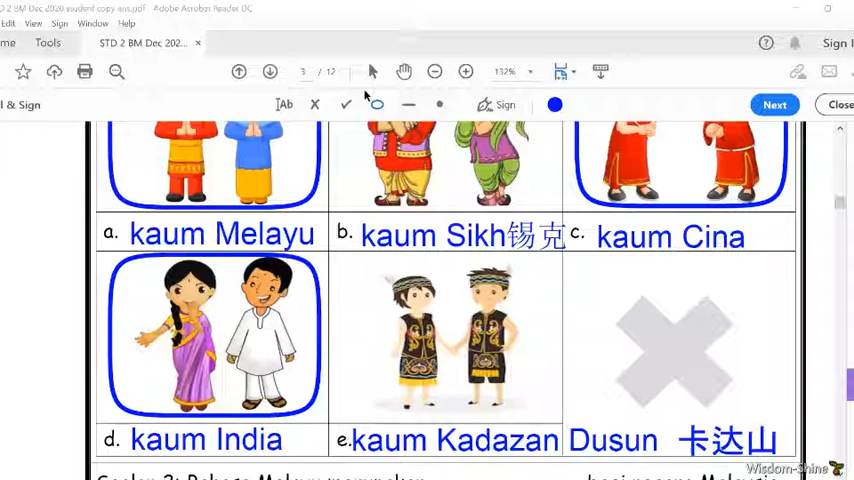 STD 2 BM Dec 2020 student copy ans.pdf - Adobe Acrobat Reader DC
Edit View Sign Window Help
me Tools STD 2 BM Dec 202... × Sign I
3 / 12 132%
l & Sign Ab Sign Next Close
a. kaum Melayu b. kaum Sikh锡克 c. kaum Cina
d. kaum India e. kaum Kadazan Dusun 卡达山
Wisdom-Shine